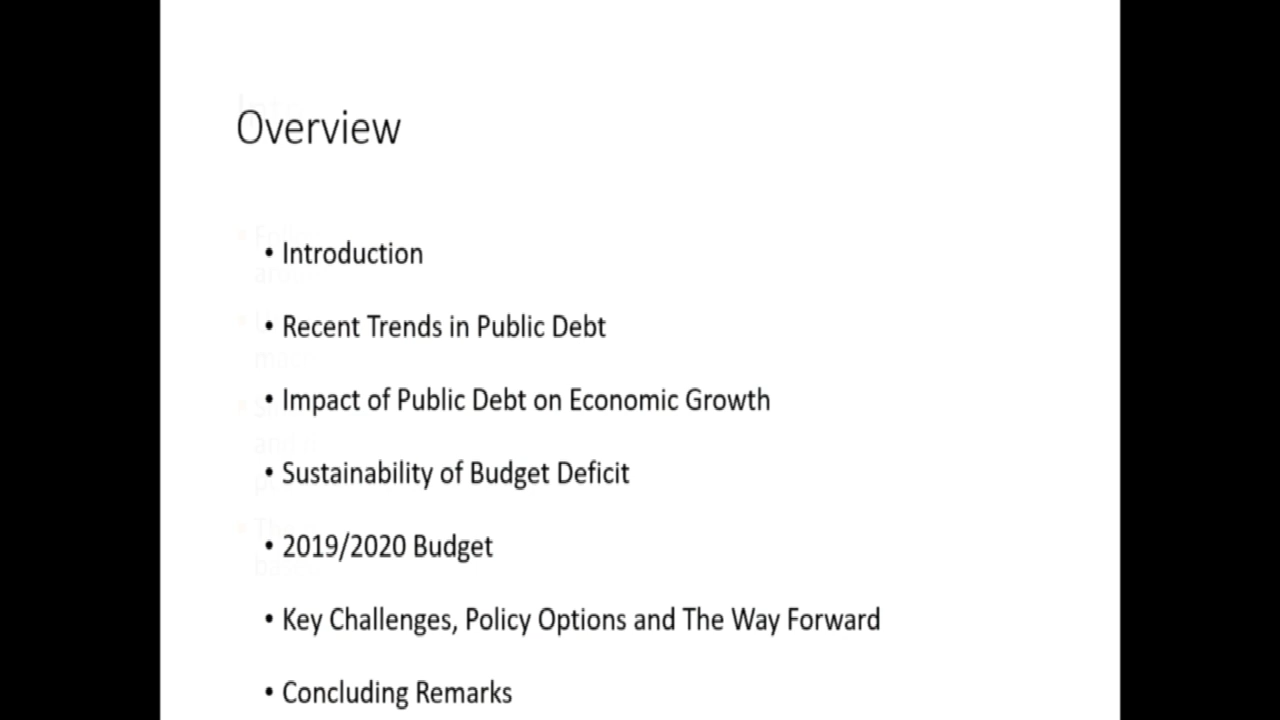 Overview
• Introduction
• Recent Trends in Public Debt
• Impact of Public Debt on Economic Growth
• Sustainability of Budget Deficit
• 2019/2020 Budget
• Key Challenges, Policy Options and The Way Forward
• Concluding Remarks